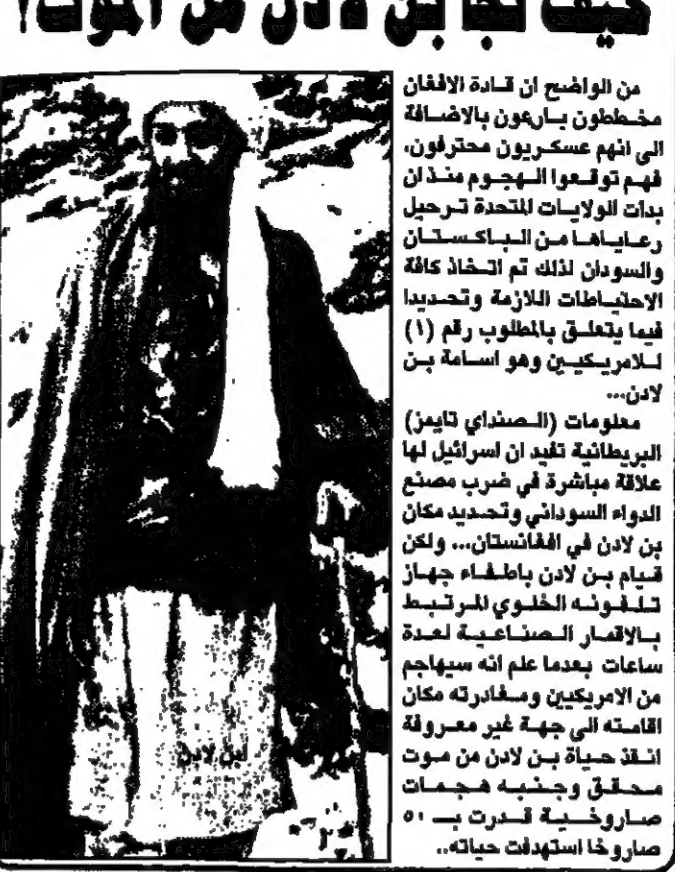 كيف نجا بن لادن من الموت؟
من الواضح ان قادة الافغان
مخططون بارعون بالاضافة
الى انهم عسكريون محترفون،
فهم توقعوا الهجوم منذ ان
بدات الولايات المتحدة ترحيل
رعاياها من الباكستان
والسودان لذلك تم اتخاذ كافة
الاحتياطات اللازمة وتحديدا
فيما يتعلق بالمطلوب رقم (١)
للامريكيين وهو اسامة بن
لادن...
معلومات (الصنداي تايمز)
البريطانية تفيد ان اسرائيل لها
علاقة مباشرة في ضرب مصنع
الدواء السوداني وتحديد مكان
بن لادن في افغانستان... ولكن
قيام بن لادن باطفاء جهاز
تلفونه الخلوي المرتبط
بالاقمار الصناعية لعدة
ساعات بعدما علم انه سيهاجم
من الامريكيين ومغادرته مكان
اقامته الى جهة غير معروفة
انقذ حياة بن لادن من موت
محقق وجنبه هجمات
صاروخية قدرت بـ ٥٠
صاروخا استهدفت حياته..
بن لادن